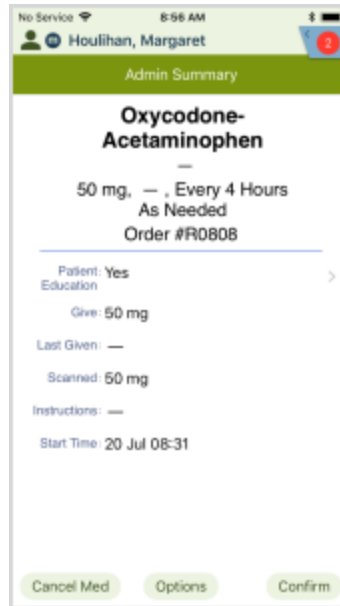 No Service 8:56 AM
Houlihan, Margaret
2
Admin Summary
Oxycodone-
Acetaminophen
—
50 mg, — , Every 4 Hours
As Needed
Order #R0808
Patient Education: Yes
Give: 50 mg
Last Given: —
Scanned: 50 mg
Instructions: —
Start Time: 20 Jul 08:31
Cancel Med Options Confirm